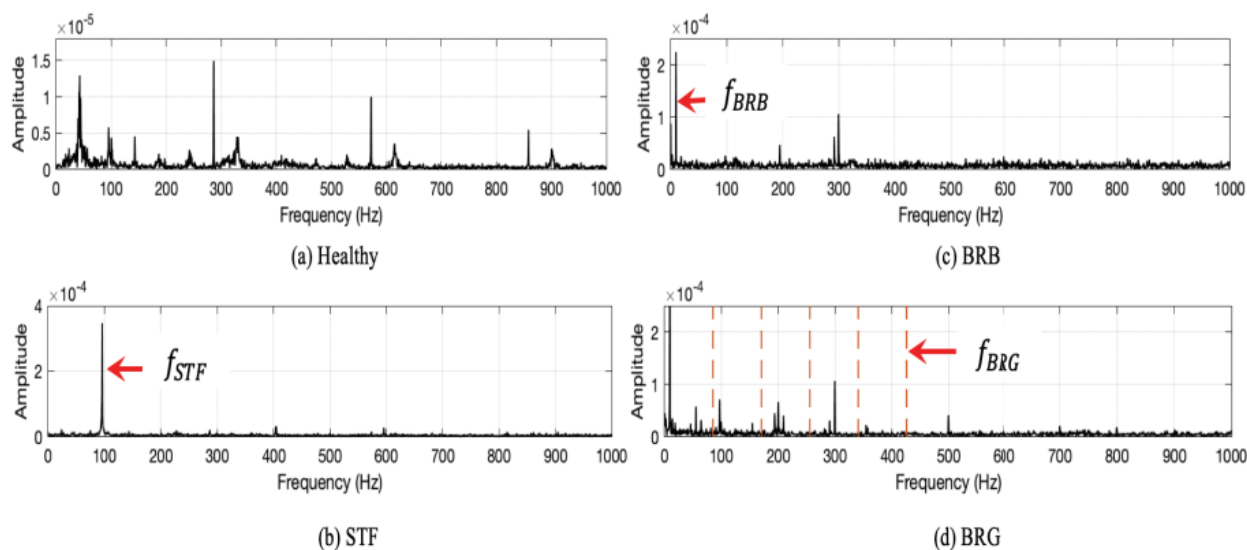 ×10⁻⁵
Amplitude
1.5
1
0.5
0
0 100 200 300 400 500 600 700 800 900 1000
Frequency (Hz)
(a) Healthy
×10⁻⁴
Amplitude
2
1
0
f_BRB
0 100 200 300 400 500 600 700 800 900 1000
Frequency (Hz)
(c) BRB
×10⁻⁴
Amplitude
4
2
0
f_STF
0 100 200 300 400 500 600 700 800 900 1000
Frequency (Hz)
(b) STF
×10⁻⁴
Amplitude
2
1
0
f_BRG
0 100 200 300 400 500 600 700 800 900 1000
Frequency (Hz)
(d) BRG